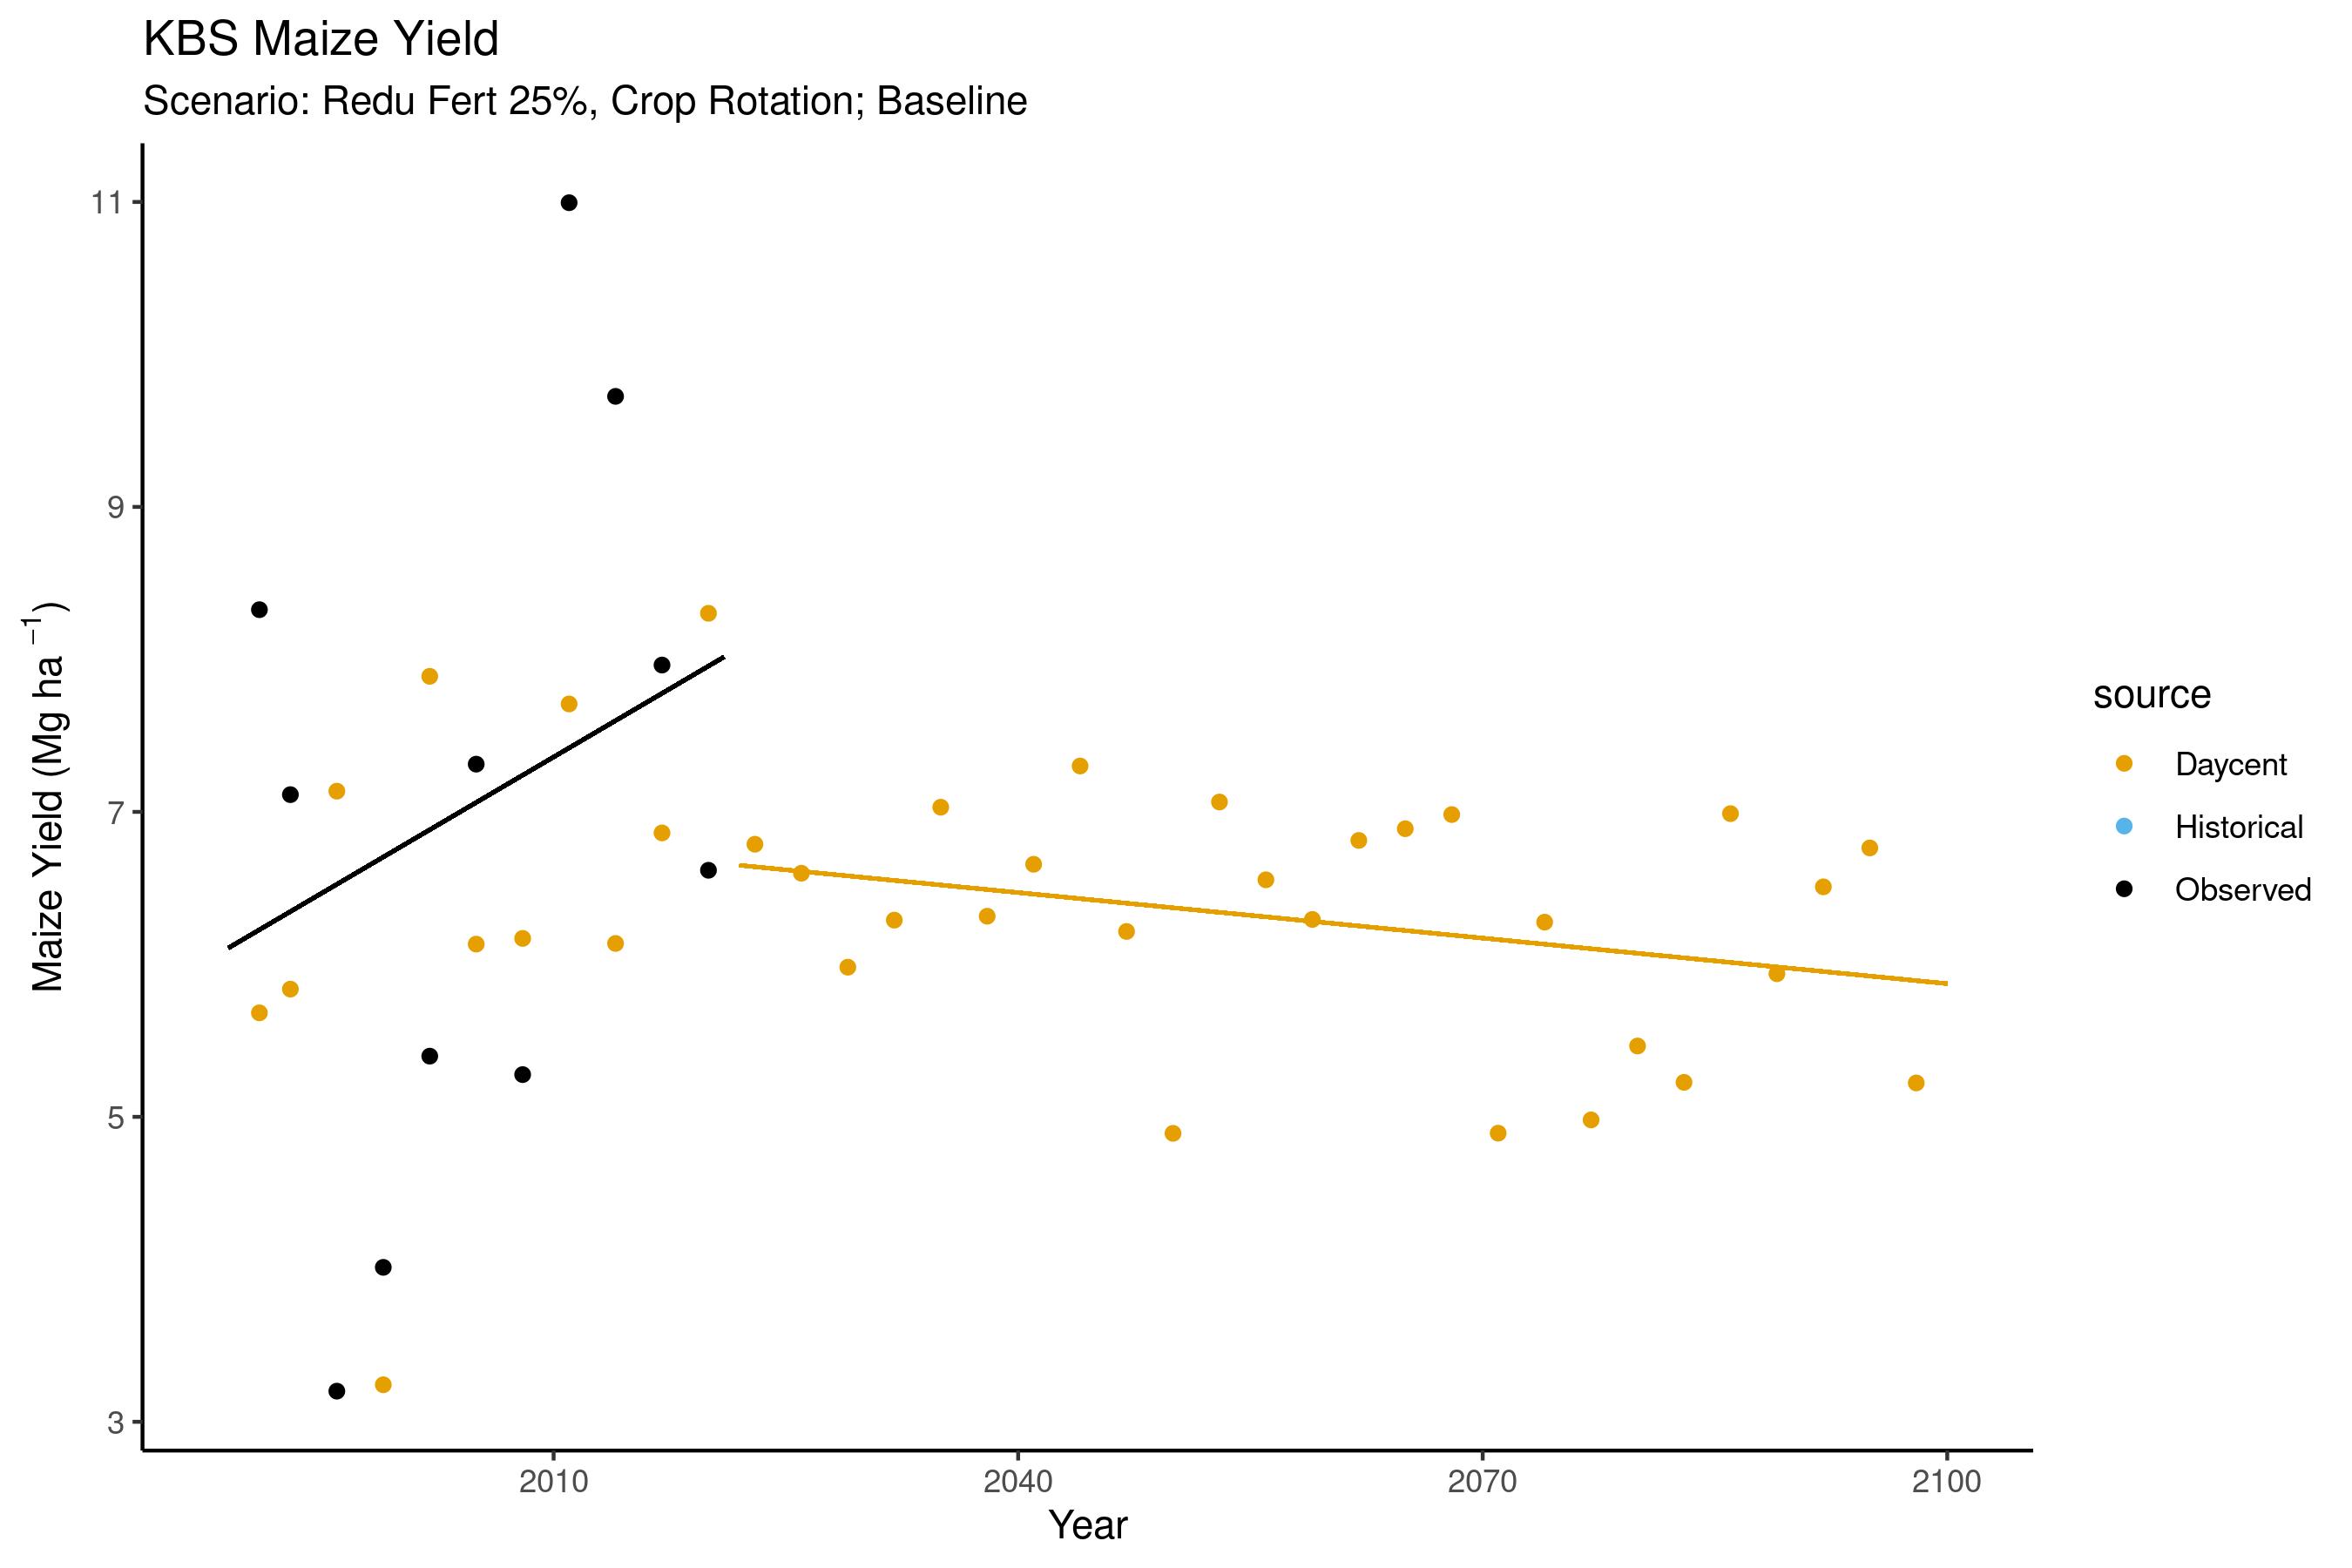 KBS Maize Yield
Scenario: Redu Fert 25%, Crop Rotation; Baseline
Maize Yield (Mg ha⁻¹)
11
9
7
5
3
2010
2040
2070
2100
Year
source
Daycent
Historical
Observed